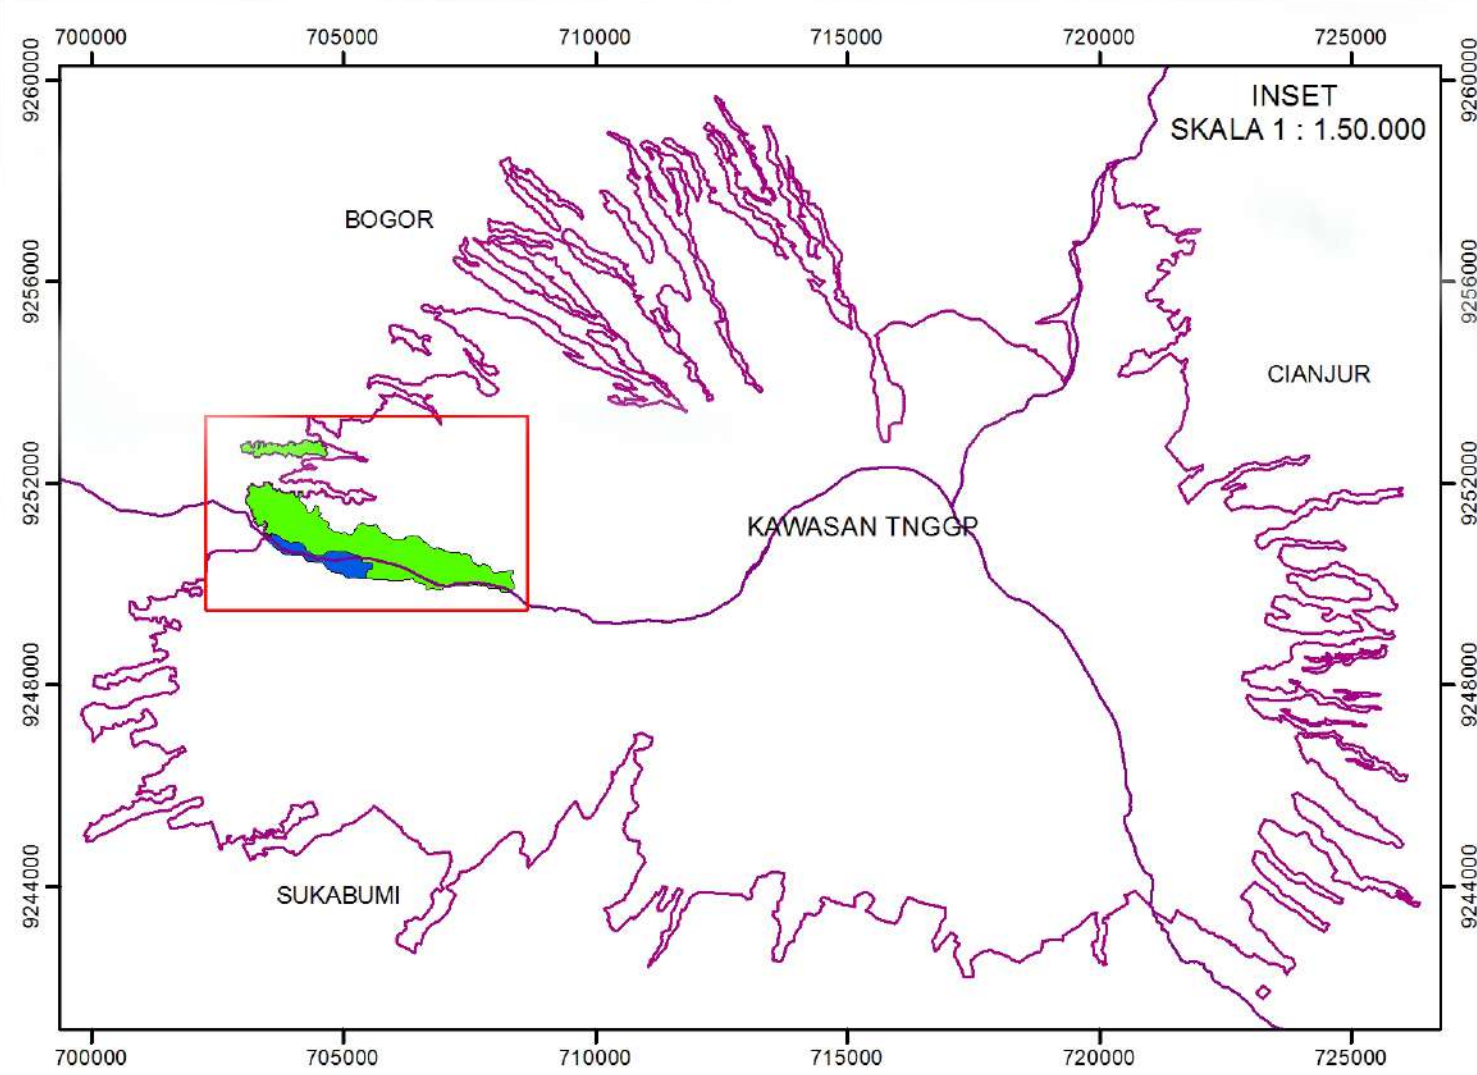 700000 705000 710000 715000 720000 725000
9260000 9260000
INSET
SKALA 1 : 1.50.000
BOGOR
9256000 9256000
CIANJUR
9252000 9252000
KAWASAN TNGGP
9248000 9248000
SUKABUMI
9244000 9244000
700000 705000 710000 715000 720000 725000